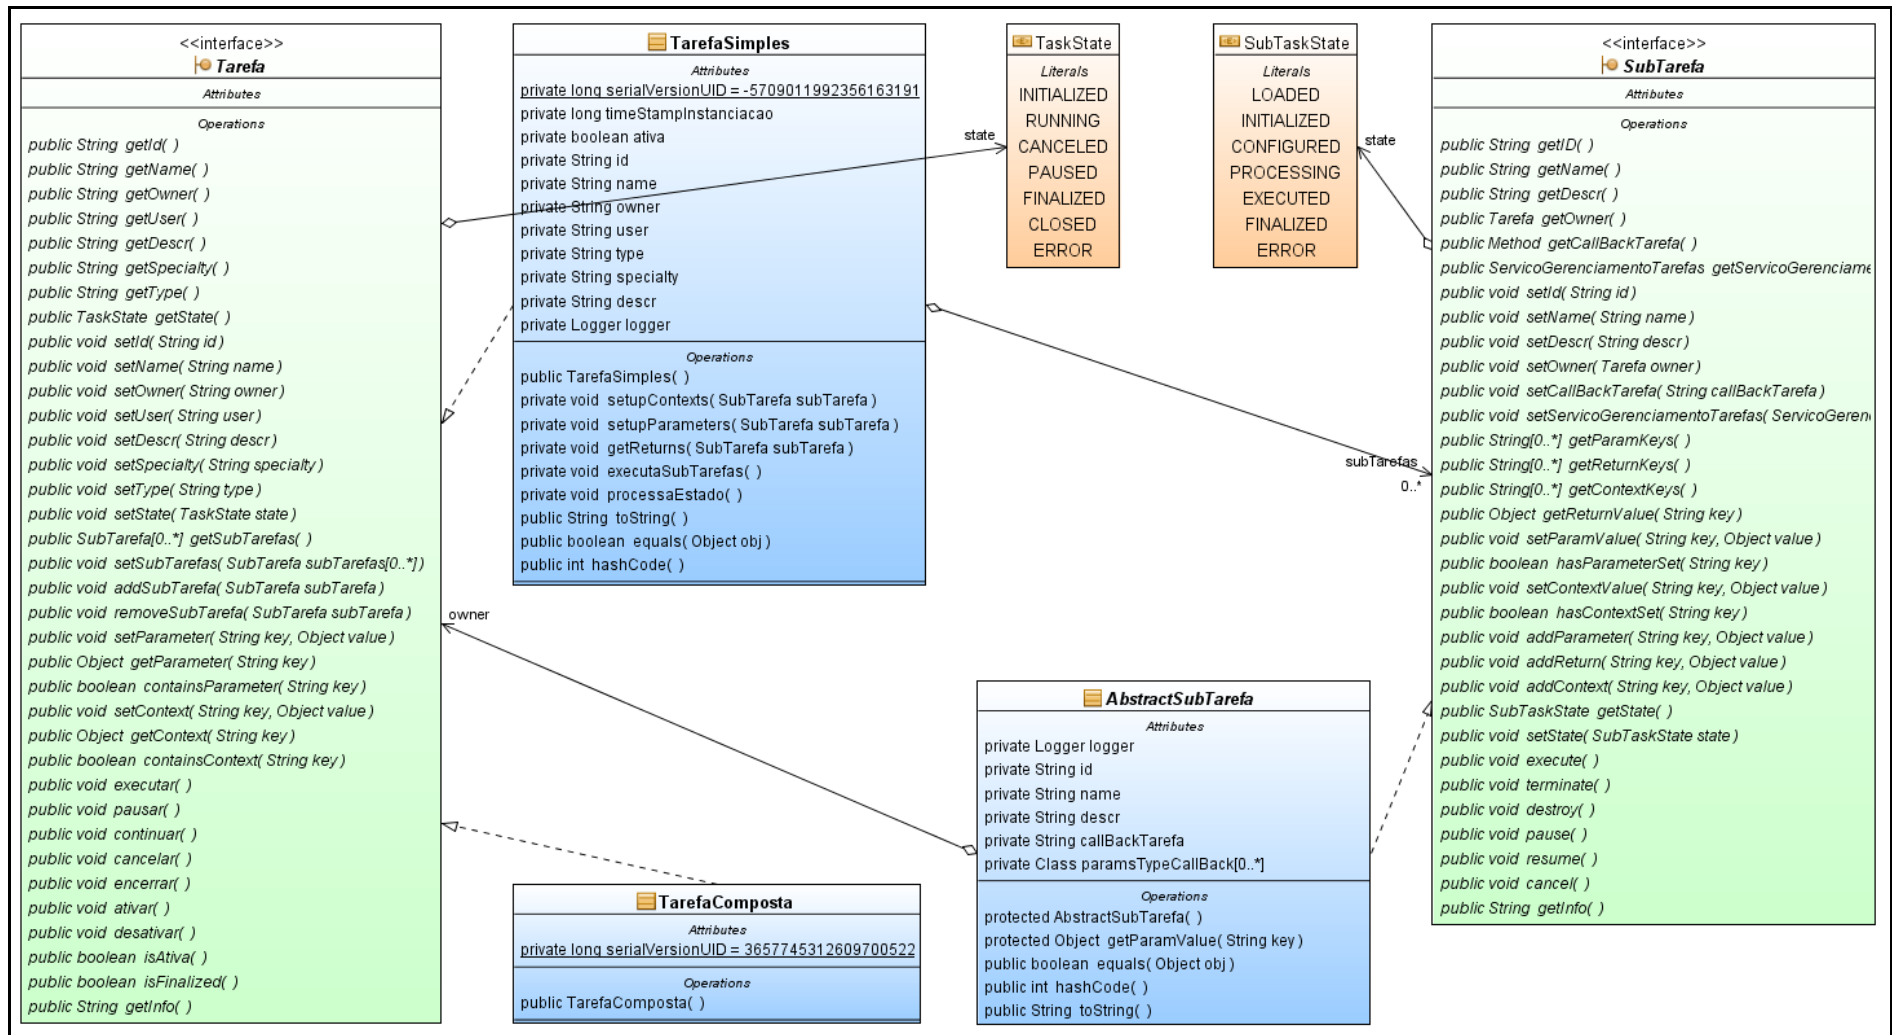 <<interface>>
Tarefa
Attributes
Operations
public String getId( )
public String getName( )
public String getOwner( )
public String getUser( )
public String getDescr( )
public String getSpecialty( )
public String getType( )
public TaskState getState( )
public void setId( String id )
public void setName( String name )
public void setOwner( String owner )
public void setUser( String user )
public void setDescr( String descr )
public void setSpecialty( String specialty )
public void setType( String type )
public void setState( TaskState state )
public SubTarefa[0..*] getSubTarefas( )
public void setSubTarefas( SubTarefa subTarefas[0..*] )
public void addSubTarefa( SubTarefa subTarefa )
public void removeSubTarefa( SubTarefa subTarefa )
public void setParameter( String key, Object value )
public Object getParameter( String key )
public boolean containsParameter( String key )
public void setContext( String key, Object value )
public Object getContext( String key )
public boolean containsContext( String key )
public void executar( )
public void pausar( )
public void continuar( )
public void cancelar( )
public void encerrar( )
public void ativar( )
public void desativar( )
public boolean isAtiva( )
public boolean isFinalized( )
public String getInfo( )
TarefaSimples
Attributes
private long serialVersionUID = -5709011992356163191
private long timeStampInstanciacao
private boolean ativa
private String id
private String name
private String owner
private String user
private String type
private String specialty
private String descr
private Logger logger
Operations
public TarefaSimples( )
private void setupContexts( SubTarefa subTarefa )
private void setupParameters( SubTarefa subTarefa )
private void getReturns( SubTarefa subTarefa )
private void executaSubTarefas( )
private void processaEstado( )
public String toString( )
public boolean equals( Object obj )
public int hashCode( )
state
TaskState
Literals
INITIALIZED
RUNNING
CANCELED
PAUSED
FINALIZED
CLOSED
ERROR
SubTaskState
Literals
LOADED
INITIALIZED
CONFIGURED
PROCESSING
EXECUTED
FINALIZED
ERROR
state
<<interface>>
SubTarefa
Attributes
Operations
public String getID( )
public String getName( )
public String getDescr( )
public Tarefa getOwner( )
public Method getCallBackTarefa( )
public ServicoGerenciamentoTarefas getServicoGerenciame
public void setId( String id )
public void setName( String name )
public void setDescr( String descr )
public void setOwner( Tarefa owner )
public void setCallBackTarefa( String callBackTarefa )
public void setServicoGerenciamentoTarefas( ServicoGeren
public String[0..*] getParamKeys( )
public String[0..*] getReturnKeys( )
public String[0..*] getContextKeys( )
public Object getReturnValue( String key )
public void setParamValue( String key, Object value )
public boolean hasParameterSet( String key )
public void setContextValue( String key, Object value )
public boolean hasContextSet( String key )
public void addParameter( String key, Object value )
public void addReturn( String key, Object value )
public void addContext( String key, Object value )
public SubTaskState getState( )
public void setState( SubTaskState state )
public void execute( )
public void terminate( )
public void destroy( )
public void pause( )
public void resume( )
public void cancel( )
public String getInfo( )
subTarefas
0..*
owner
AbstractSubTarefa
Attributes
private Logger logger
private String id
private String name
private String descr
private String callBackTarefa
private Class paramsTypeCallBack[0..*]
Operations
protected AbstractSubTarefa( )
protected Object getParamValue( String key )
public boolean equals( Object obj )
public int hashCode( )
public String toString( )
TarefaComposta
Attributes
private long serialVersionUID = 3657745312609700522
Operations
public TarefaComposta( )